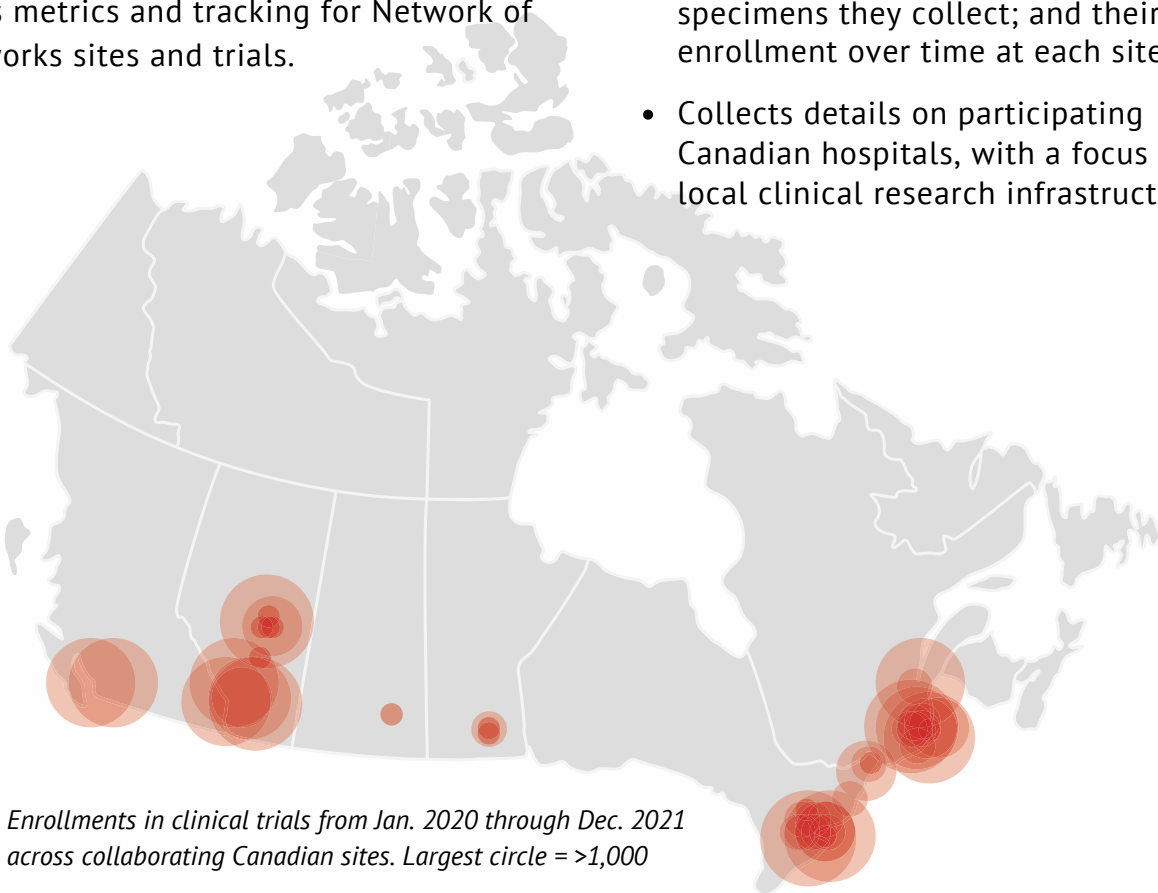 s metrics and tracking for Network of
works sites and trials.
specimens they collect; and their
enrollment over time at each site
• Collects details on participating
Canadian hospitals, with a focus
local clinical research infrastruct
Enrollments in clinical trials from Jan. 2020 through Dec. 2021
across collaborating Canadian sites. Largest circle = >1,000